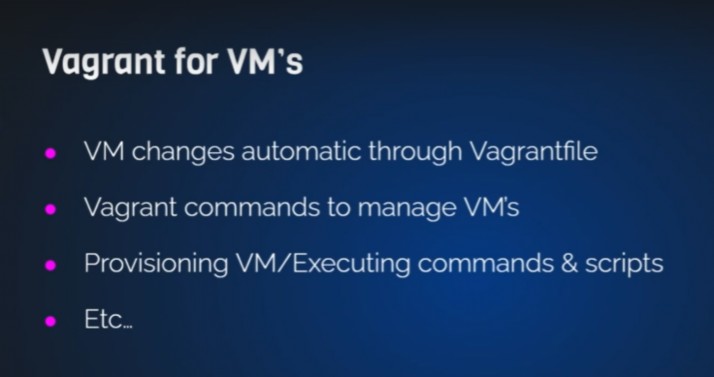 Vagrant for VM's
VM changes automatic through Vagrantfile
Vagrant commands to manage VM's
Provisioning VM/Executing commands & scripts
Etc...